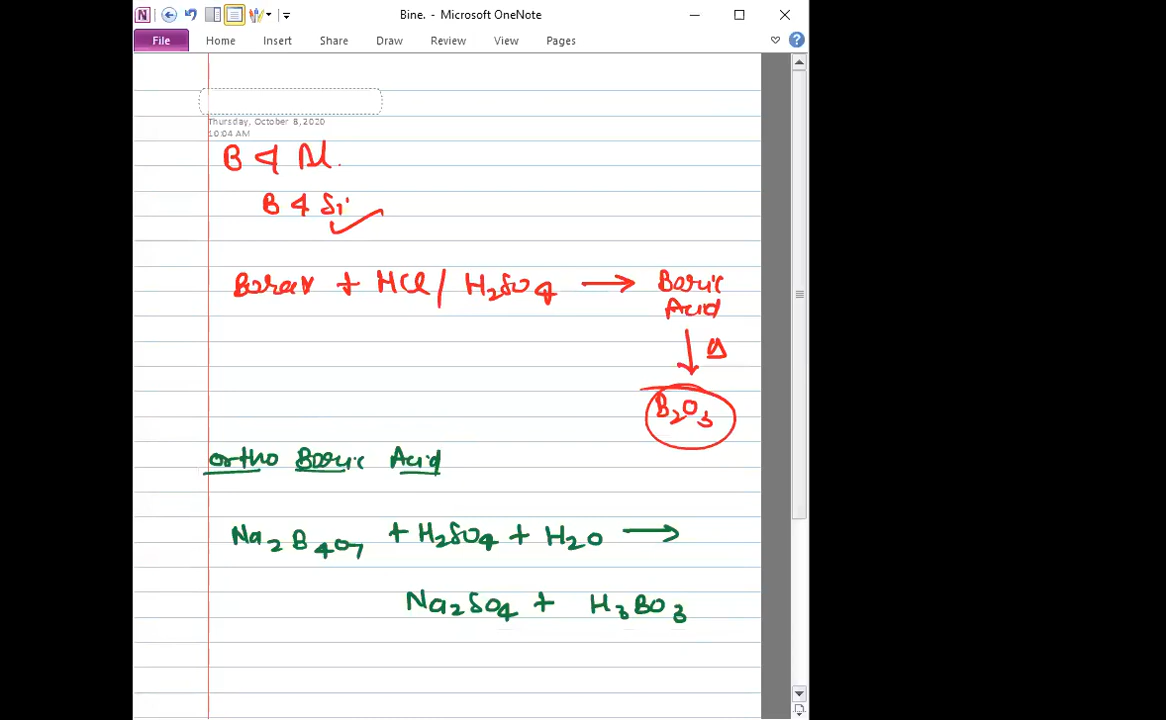 Bine. - Microsoft OneNote
File Home Insert Share Draw Review View Pages
Thursday, October 8, 2020
10:04 AM
B & Al.
B & Si
Borax + HCl / H₂SO₄ → Boric Acid
↓ Δ
B₂O₃
Ortho Boric Acid
Na₂B₄O₇ + H₂SO₄ + H₂O →
Na₂SO₄ + H₃BO₃